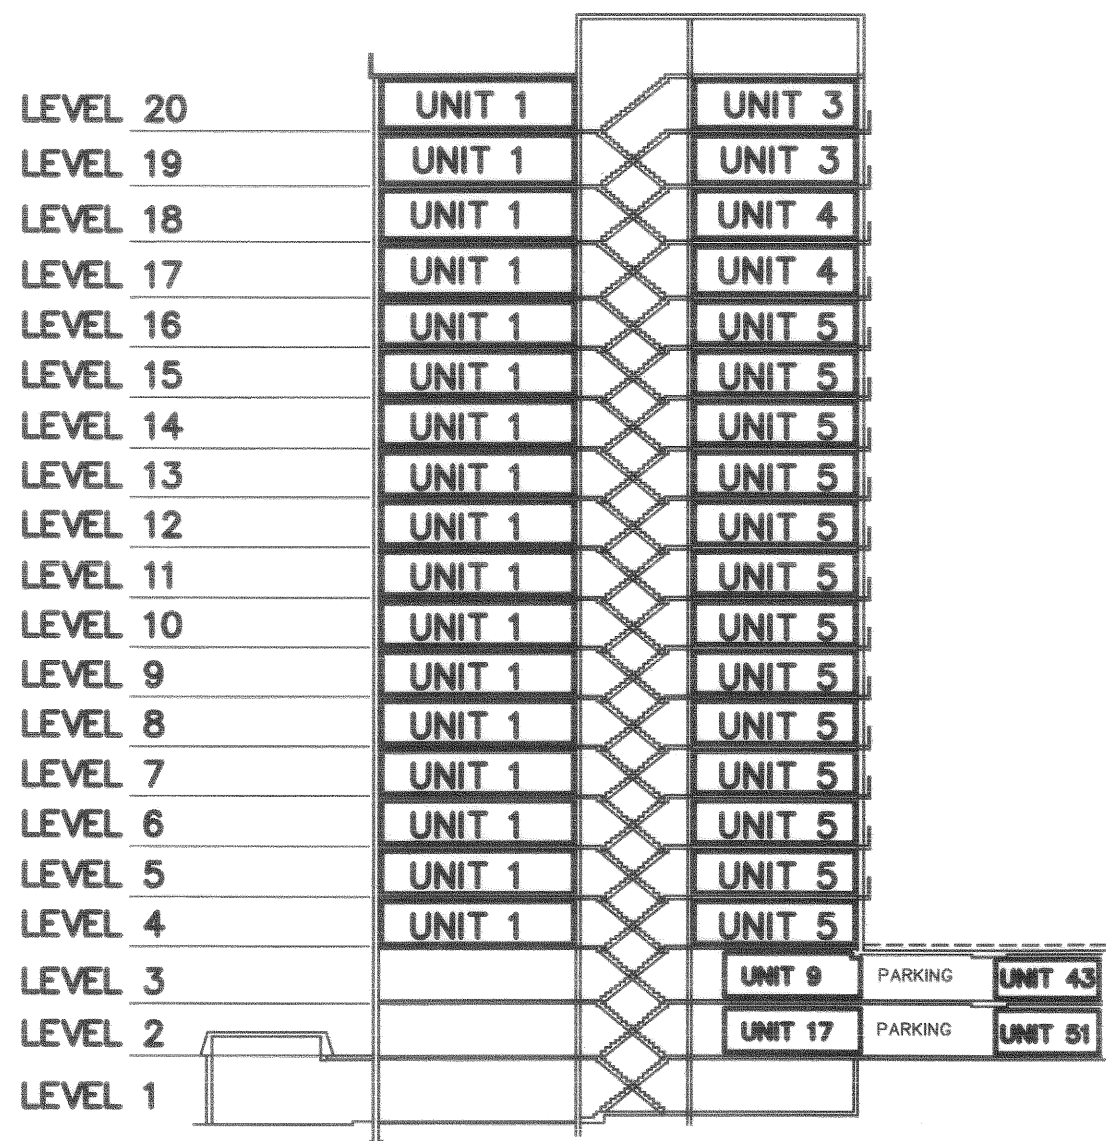 LEVEL 20 UNIT 1 UNIT 3
LEVEL 19 UNIT 1 UNIT 3
LEVEL 18 UNIT 1 UNIT 4
LEVEL 17 UNIT 1 UNIT 4
LEVEL 16 UNIT 1 UNIT 5
LEVEL 15 UNIT 1 UNIT 5
LEVEL 14 UNIT 1 UNIT 5
LEVEL 13 UNIT 1 UNIT 5
LEVEL 12 UNIT 1 UNIT 5
LEVEL 11 UNIT 1 UNIT 5
LEVEL 10 UNIT 1 UNIT 5
LEVEL 9 UNIT 1 UNIT 5
LEVEL 8 UNIT 1 UNIT 5
LEVEL 7 UNIT 1 UNIT 5
LEVEL 6 UNIT 1 UNIT 5
LEVEL 5 UNIT 1 UNIT 5
LEVEL 4 UNIT 1 UNIT 5
LEVEL 3 UNIT 9 PARKING UNIT 43
LEVEL 2 UNIT 17 PARKING UNIT 51
LEVEL 1